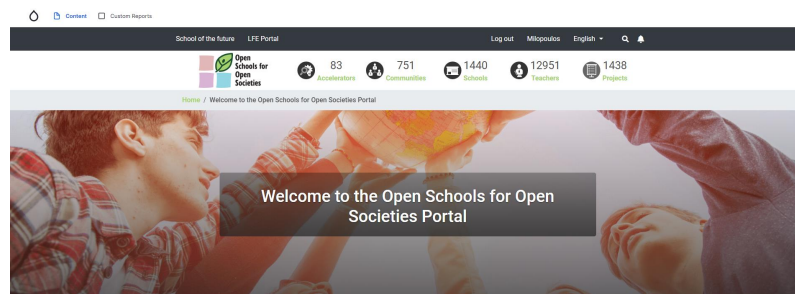 Content Custom Reports
School of the future LFE Portal Log out Milopoulos English
Open
Schools for
Open
Societies
83
Accelerators
751
Communities
1440
Schools
12951
Teachers
1438
Projects
Home / Welcome to the Open Schools for Open Societies Portal
Welcome to the Open Schools for Open
Societies Portal